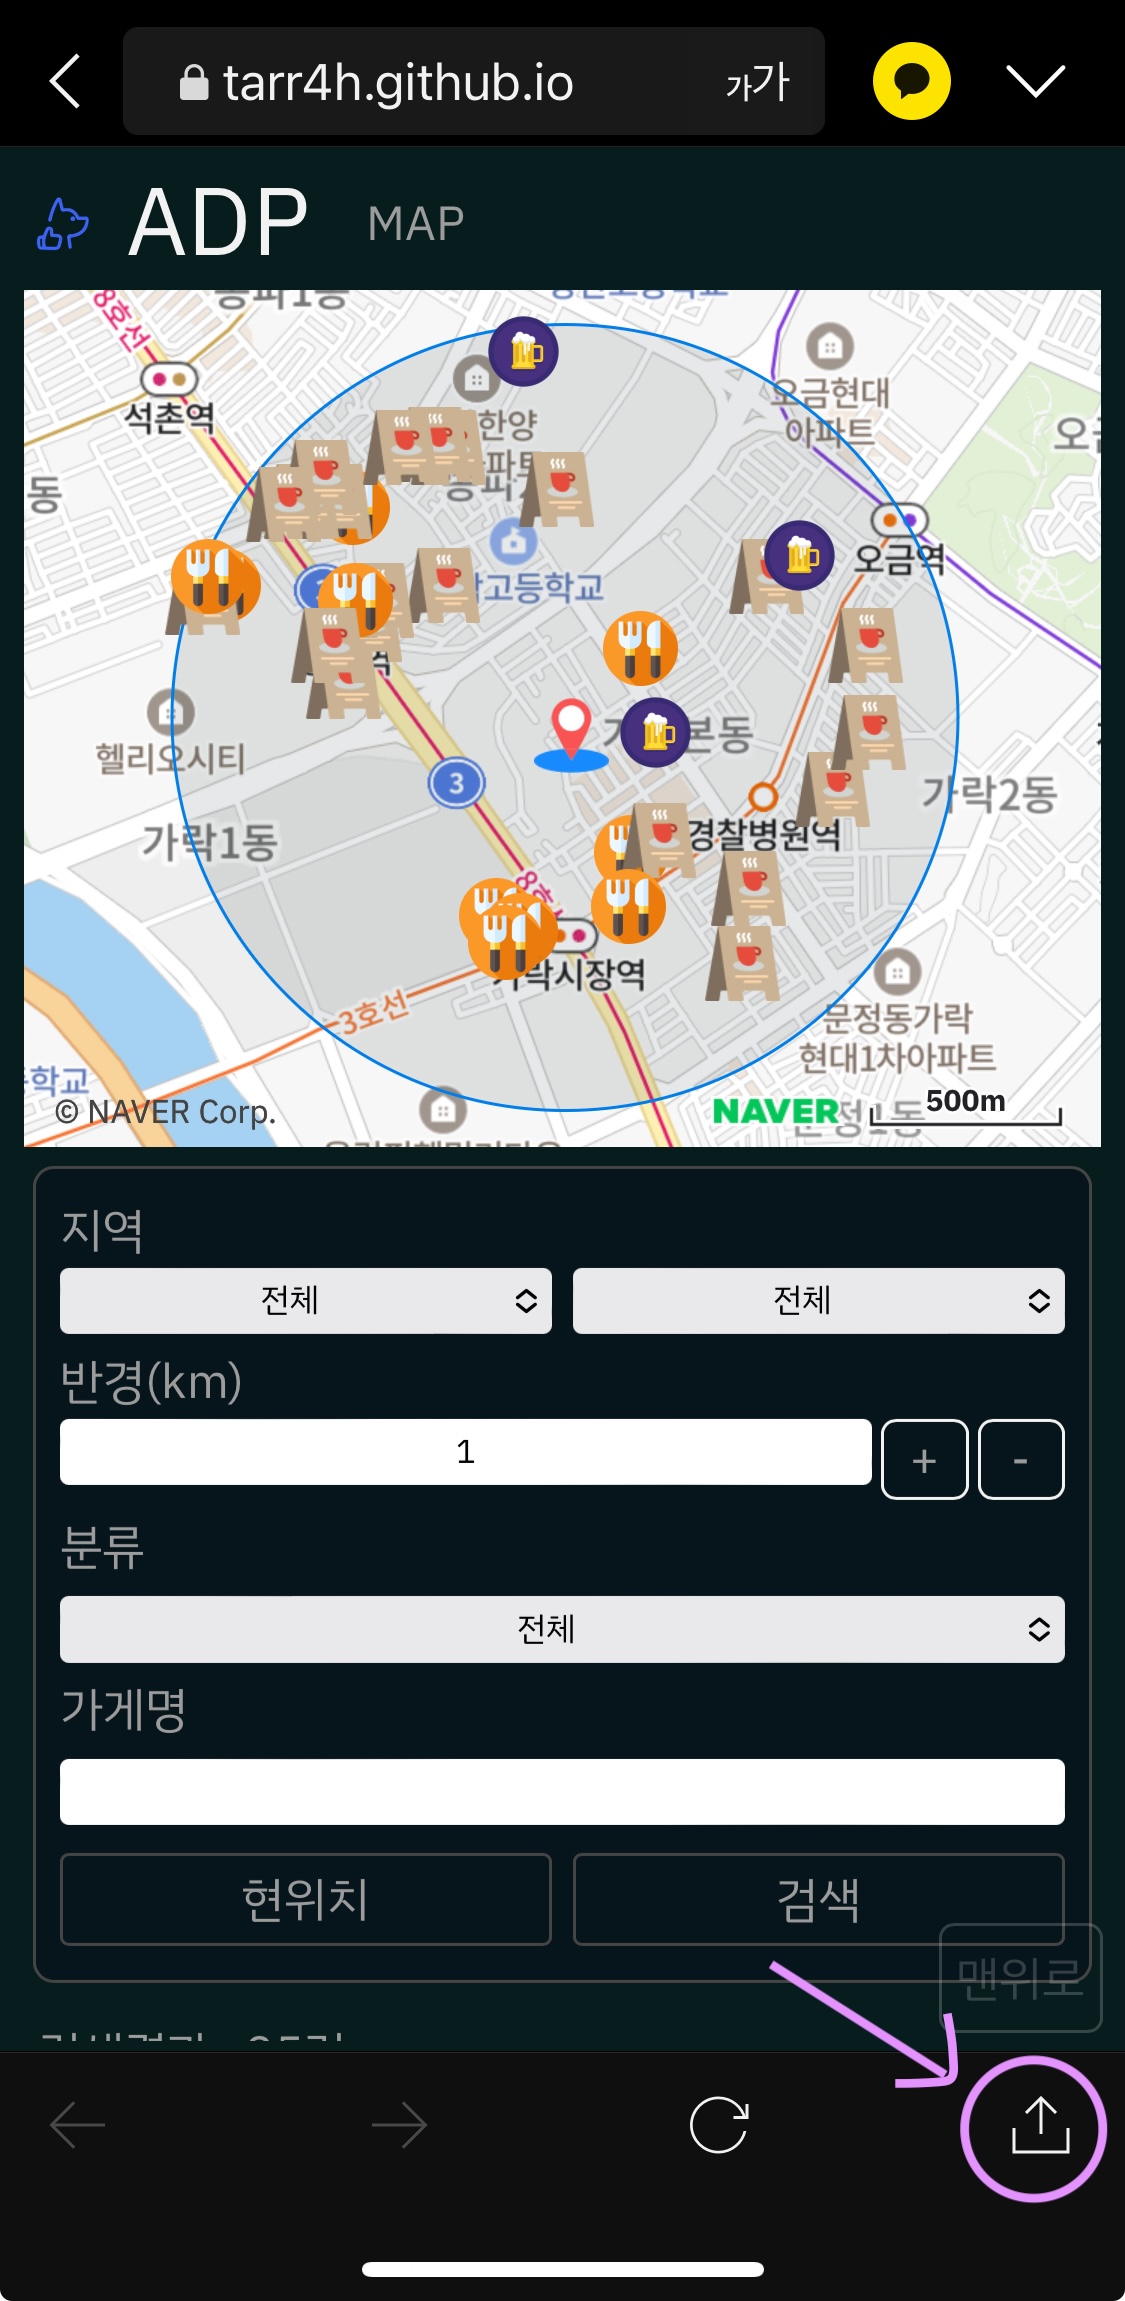 tarr4h.github.io
가가
ADP MAP
8호선
석촌역
한양
오금현대
아파트
동
오금역
고등학교
헬리오시티
본동
3
가락1동
가락2동
경찰병원역
가락시장역
3호선
문정동가락
현대1차아파트
학교
© NAVER Corp.
NAVER
500m
지역
전체 전체
반경(km)
1 + -
분류
전체
가게명
현위치 검색
맨위로